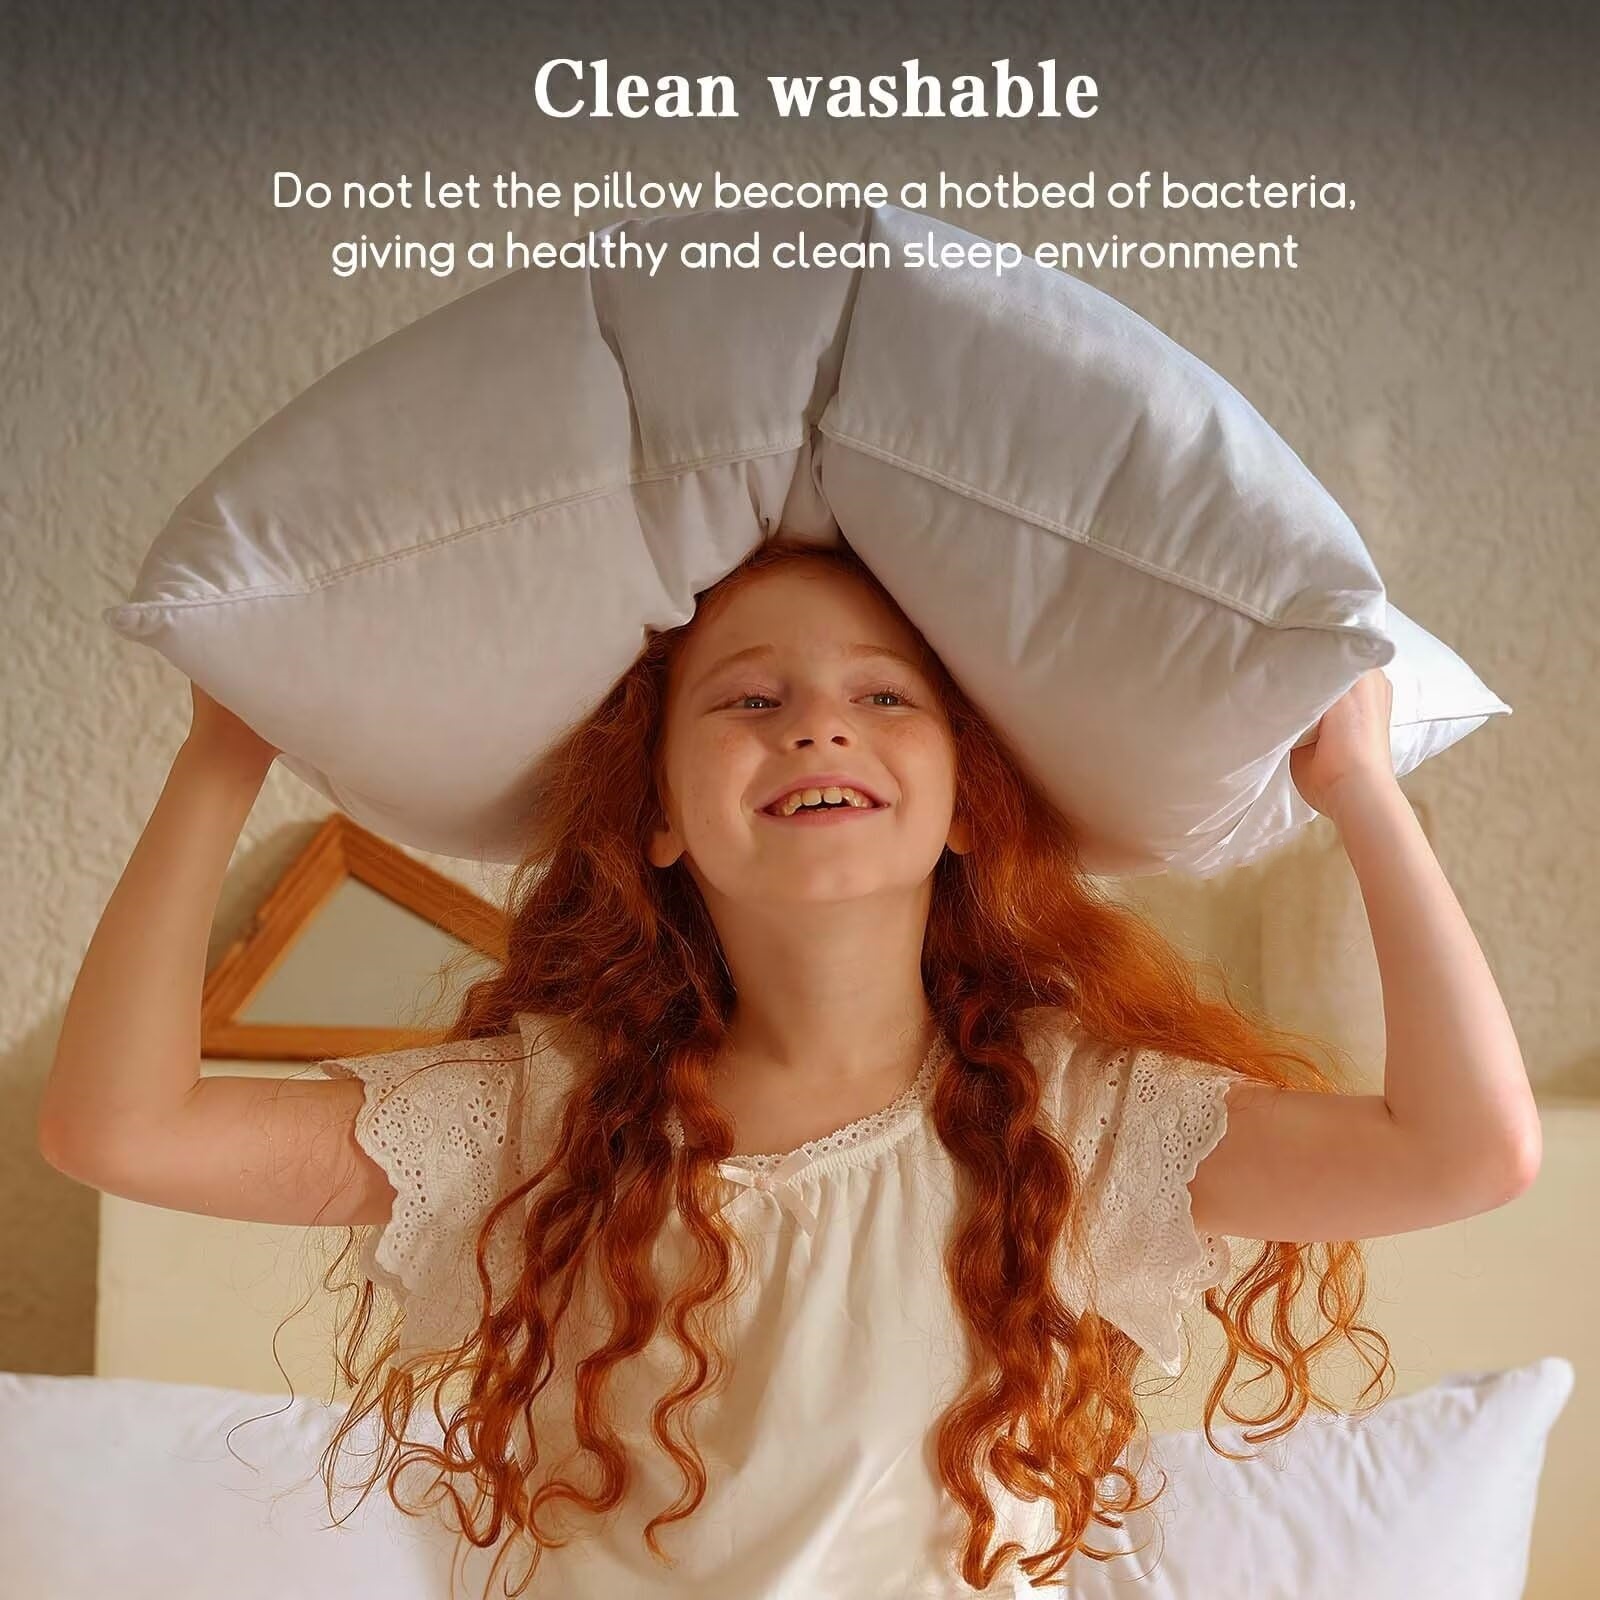 Clean washable
Do not let the pillow become a hotbed of bacteria,
giving a healthy and clean sleep environment